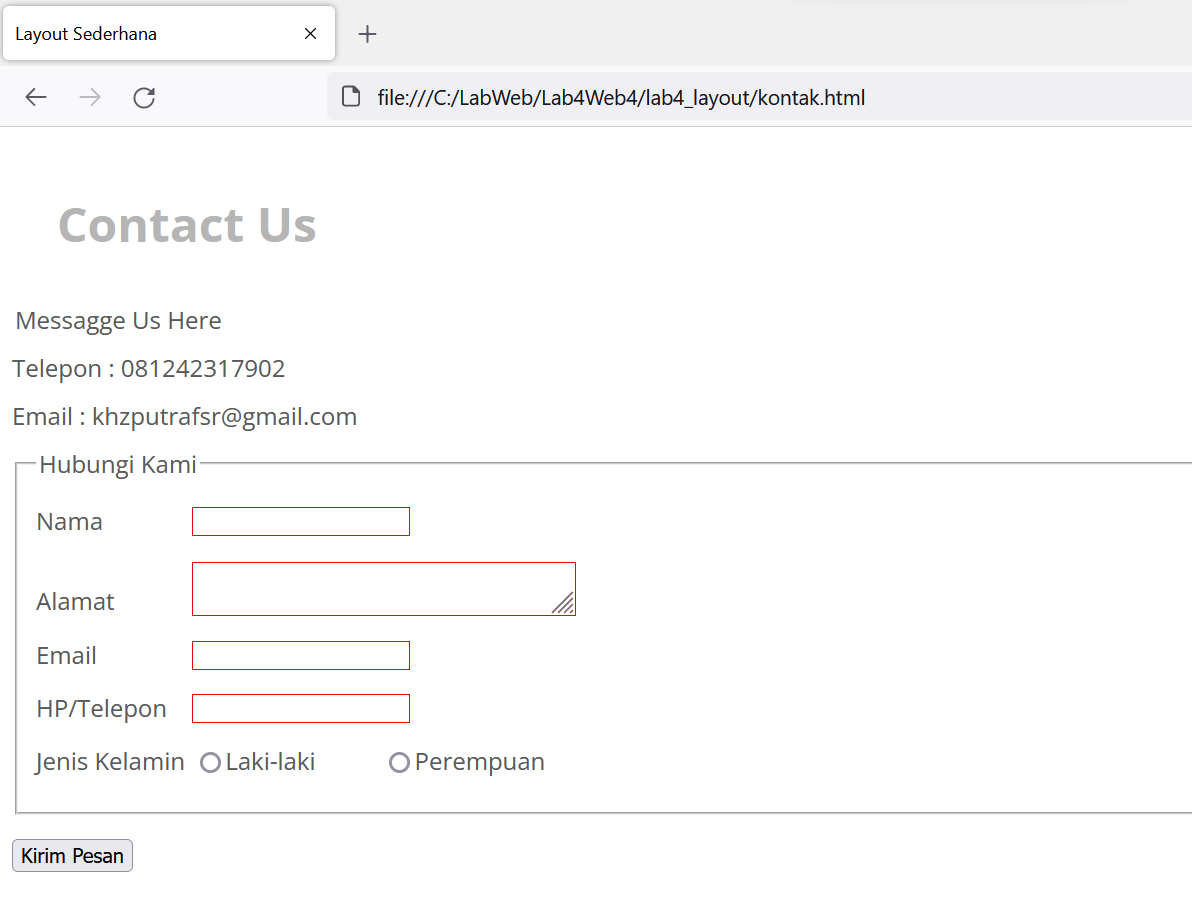 Layout Sederhana
file:///C:/LabWeb/Lab4Web4/lab4_layout/kontak.html
Contact Us
Messagge Us Here
Telepon : 081242317902
Email : khzputrafsr@gmail.com
Hubungi Kami
Nama
Alamat
Email
HP/Telepon
Jenis Kelamin Laki-laki Perempuan
Kirim Pesan